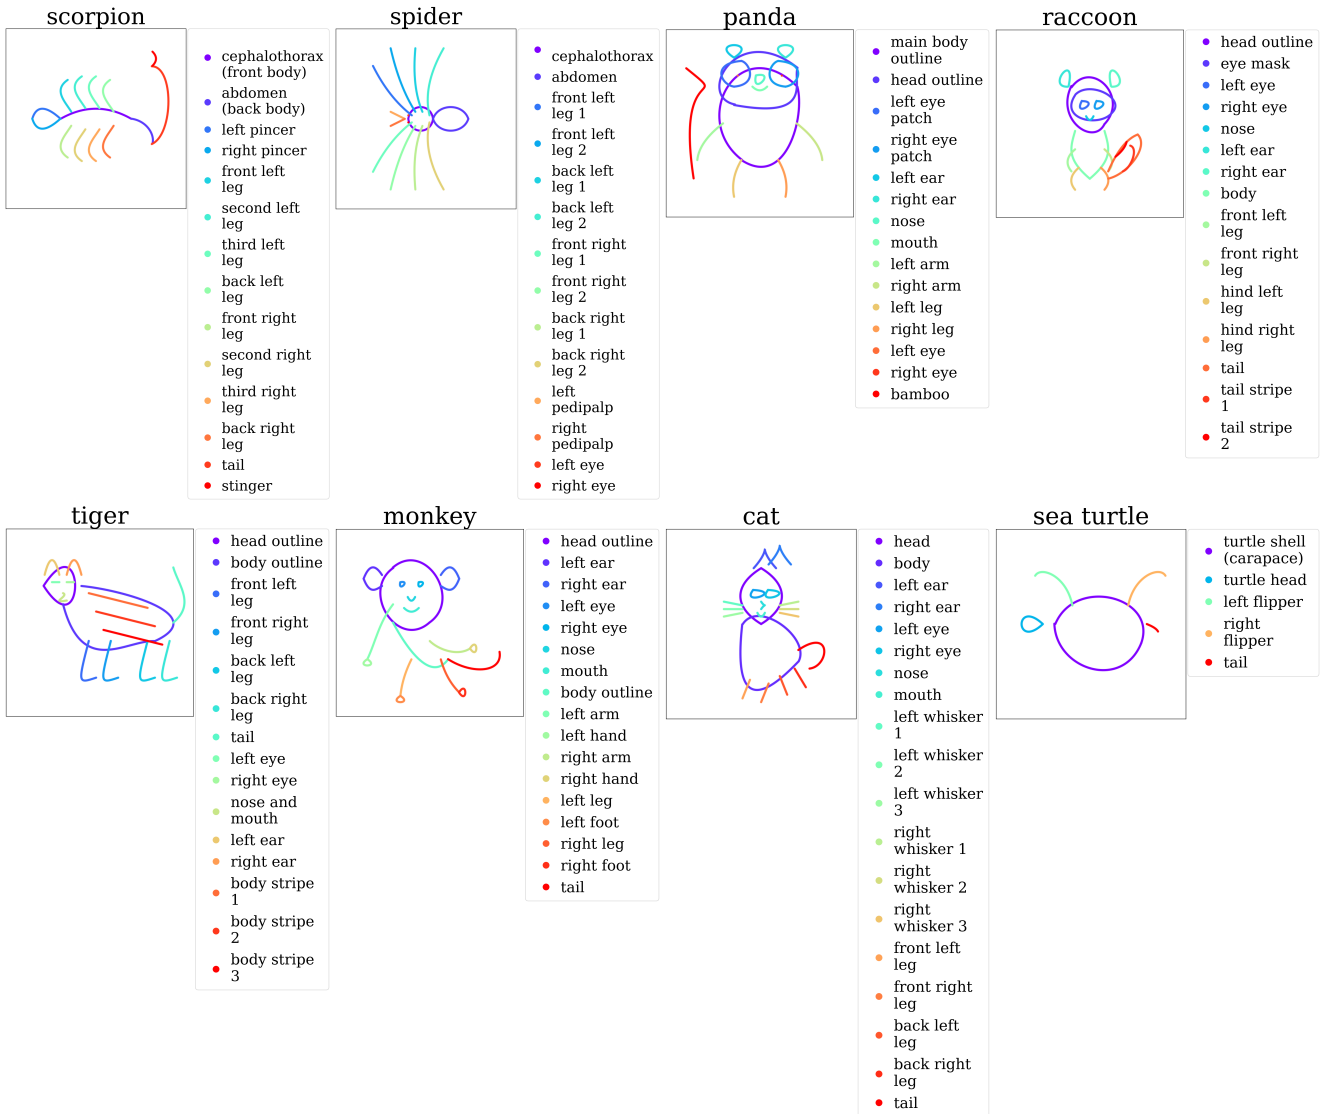 scorpion
cephalothorax
(front body)
abdomen
(back body)
left pincer
right pincer
front left
leg
second left
leg
third left
leg
back left
leg
front right
leg
second right
leg
third right
leg
back right
leg
tail
stinger
spider
cephalothorax
abdomen
front left
leg 1
front left
leg 2
back left
leg 1
back left
leg 2
front right
leg 1
front right
leg 2
back right
leg 1
back right
leg 2
left
pedipalp
right
pedipalp
left eye
right eye
panda
main body
outline
head outline
left eye
patch
right eye
patch
left ear
right ear
nose
mouth
left arm
right arm
left leg
right leg
left eye
right eye
bamboo
raccoon
head outline
eye mask
left eye
right eye
nose
left ear
right ear
body
front left
leg
front right
leg
hind left
leg
hind right
leg
tail
tail stripe
1
tail stripe
2
tiger
head outline
body outline
front left
leg
front right
leg
back left
leg
back right
leg
tail
left eye
right eye
nose and
mouth
left ear
right ear
body stripe
1
body stripe
2
body stripe
3
monkey
head outline
left ear
right ear
left eye
right eye
nose
mouth
body outline
left arm
left hand
right arm
right hand
left leg
left foot
right leg
right foot
tail
cat
head
body
left ear
right ear
left eye
right eye
nose
mouth
left whisker
1
left whisker
2
left whisker
3
right
whisker 1
right
whisker 2
right
whisker 3
front left
leg
front right
leg
back left
leg
back right
leg
tail
sea turtle
turtle shell
(carapace)
turtle head
left flipper
right
flipper
tail